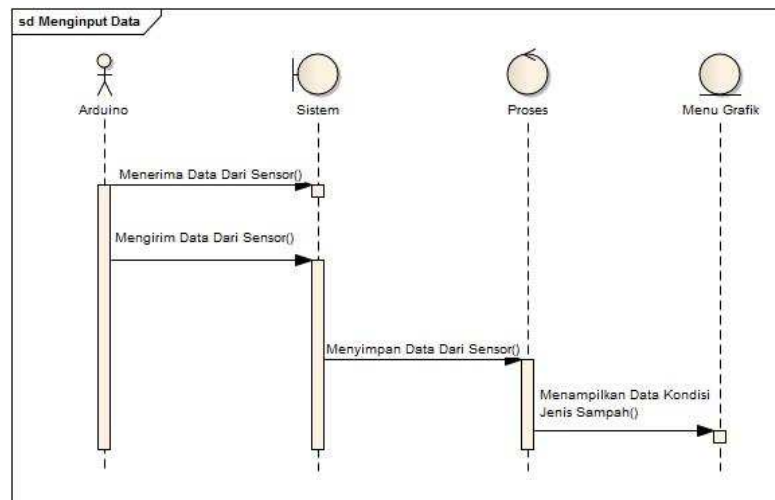 sd Menginput Data
Arduino
Sistem
Proses
Menu Grafik
Menerima Data Dari Sensor()
Mengirim Data Dari Sensor()
Menyimpan Data Dari Sensor()
Menampilkan Data Kondisi
Jenis Sampah()